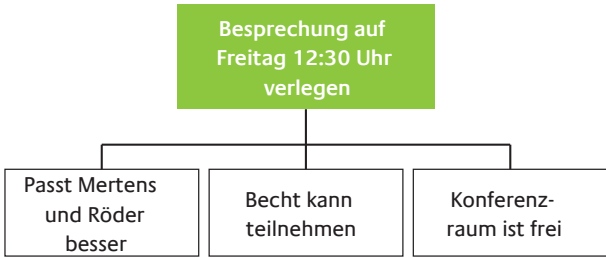 Besprechung auf
Freitag 12:30 Uhr
verlegen
Passt Mertens
und Röder
besser
Becht kann
teilnehmen
Konferenz-
raum ist frei